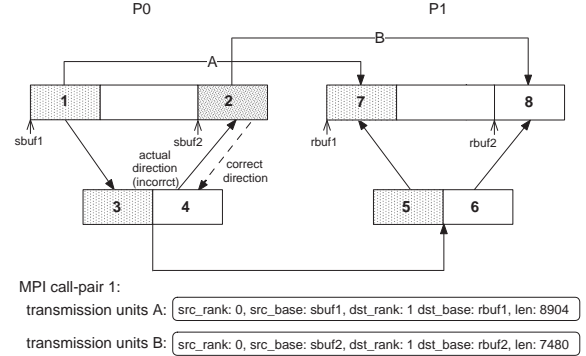 P0 P1
B
A
1 2 7 8
sbuf1 sbuf2 rbuf1 rbuf2
actual
direction
(incorrct)
correct
direction
3 4 5 6
MPI call-pair 1:
transmission units A: src_rank: 0, src_base: sbuf1, dst_rank: 1 dst_base: rbuf1, len: 8904
transmission units B: src_rank: 0, src_base: sbuf2, dst_rank: 1 dst_base: rbuf2, len: 7480